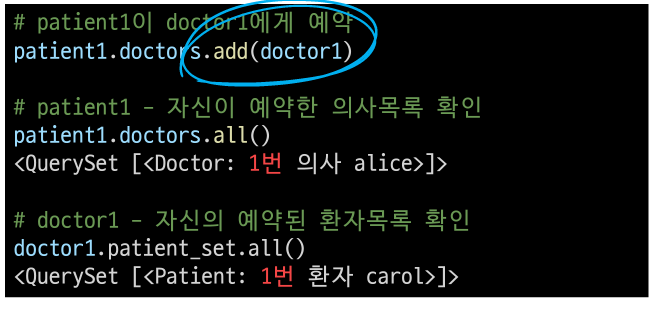 # patient1이 doctor1에게 예약
patient1.doctors.add(doctor1)
# patient1 - 자신이 예약한 의사목록 확인
patient1.doctors.all()
<QuerySet [<Doctor: 1번 의사 alice>]>
# doctor1 - 자신의 예약된 환자목록 확인
doctor1.patient_set.all()
<QuerySet [<Patient: 1번 환자 carol>]>